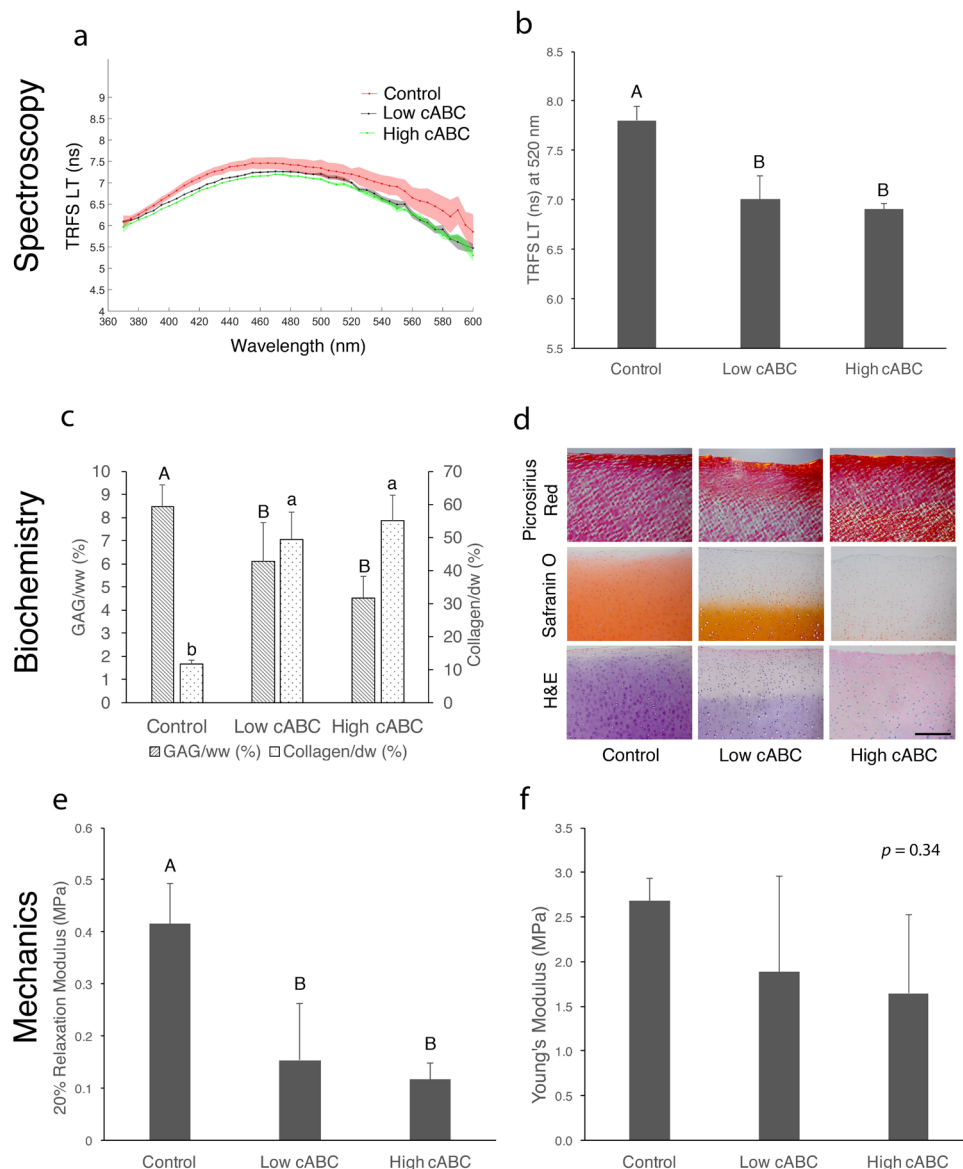 Spectroscopy
a
TRFS LT (ns)
9
8.5
8
7.5
7
6.5
6
5.5
5
4.5
4
360 380 400 420 440 460 480 500 520 540 560 580 600
Wavelength (nm)
Control
Low cABC
High cABC
b
TRFS LT (ns) at 520 nm
8.5
8.0
7.5
7.0
6.5
6.0
5.5
A
B
B
Control Low cABC High cABC
Biochemistry
c
GAG/ww (%)
10
9
8
7
6
5
4
3
2
1
0
A
b
B
a
B
a
70
60
50
40
30
20
10
0
Collagen/dw (%)
Control Low cABC High cABC
GAG/ww (%) Collagen/dw (%)
d
Picrosirius
Red
Safranin O
H&E
Control Low cABC High cABC
Mechanics
e
20% Relaxation Modulus (MPa)
0.6
0.5
0.4
0.3
0.2
0.1
0
A
B
B
Control Low cABC High cABC
f
Young's Modulus (MPa)
3.5
3.0
2.5
2.0
1.5
1.0
0.5
0.0
p = 0.34
Control Low cABC High cABC